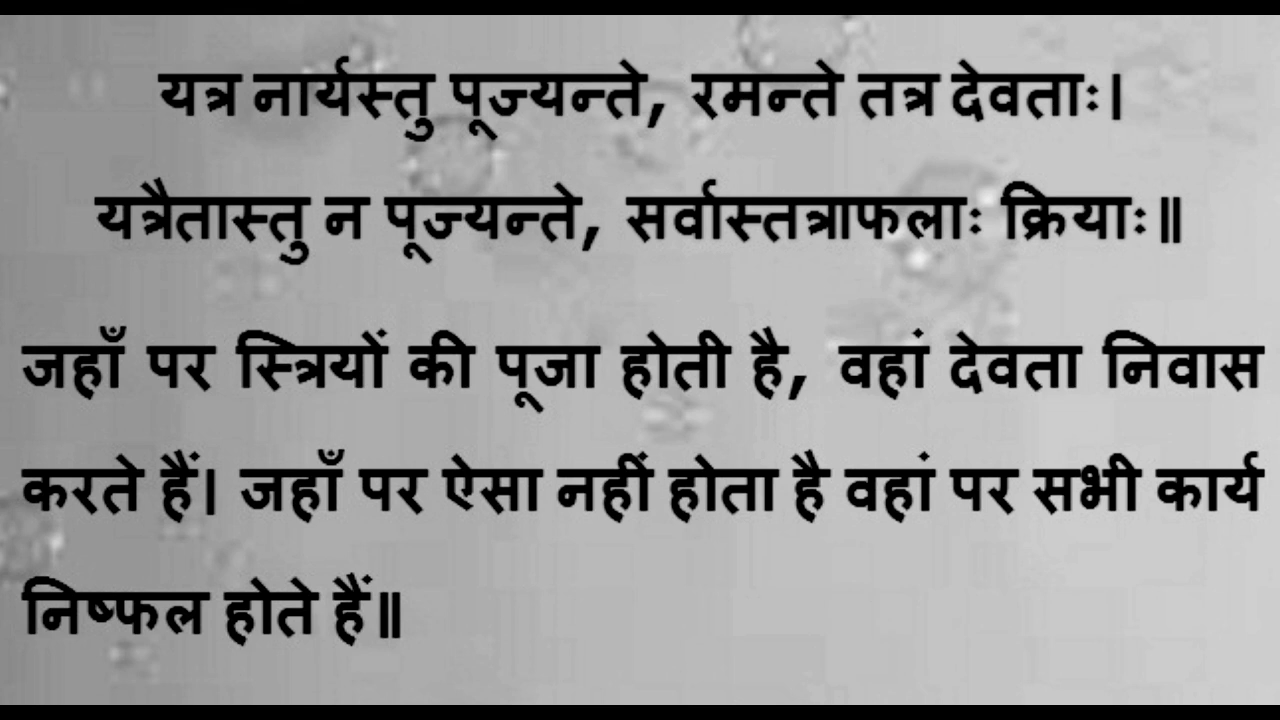 यत्र नार्यस्तु पूज्यन्ते, रमन्ते तत्र देवताः।
यत्रैतास्तु न पूज्यन्ते, सर्वास्तत्राफलाः क्रियाः॥
जहाँ पर स्त्रियों की पूजा होती है, वहां देवता निवास
करते हैं। जहाँ पर ऐसा नहीं होता है वहां पर सभी कार्य
निष्फल होते हैं॥